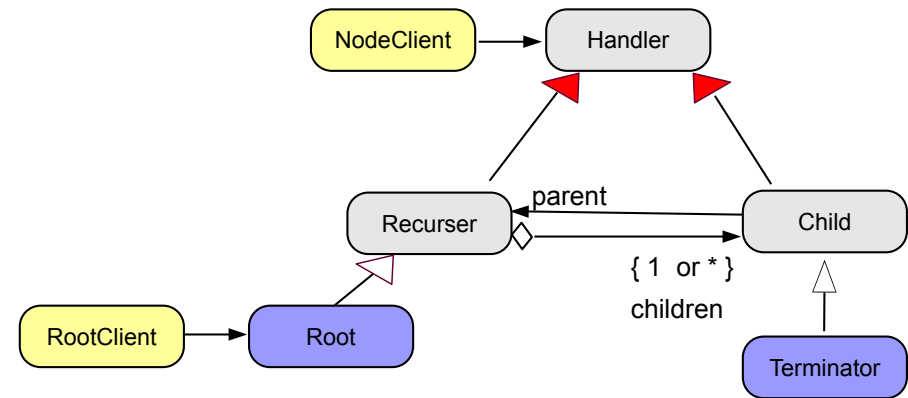 NodeClient
Handler
parent
Recurser
Child
{ 1 or * }
children
RootClient
Root
Terminator